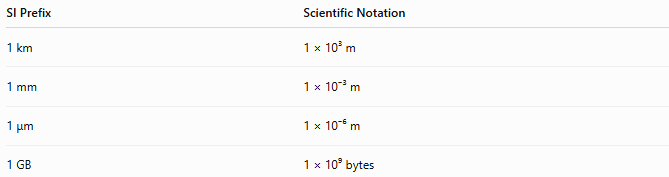 SI Prefix Scientific Notation
1 km 1 × 10³ m
1 mm 1 × 10⁻³ m
1 μm 1 × 10⁻⁶ m
1 GB 1 × 10⁹ bytes